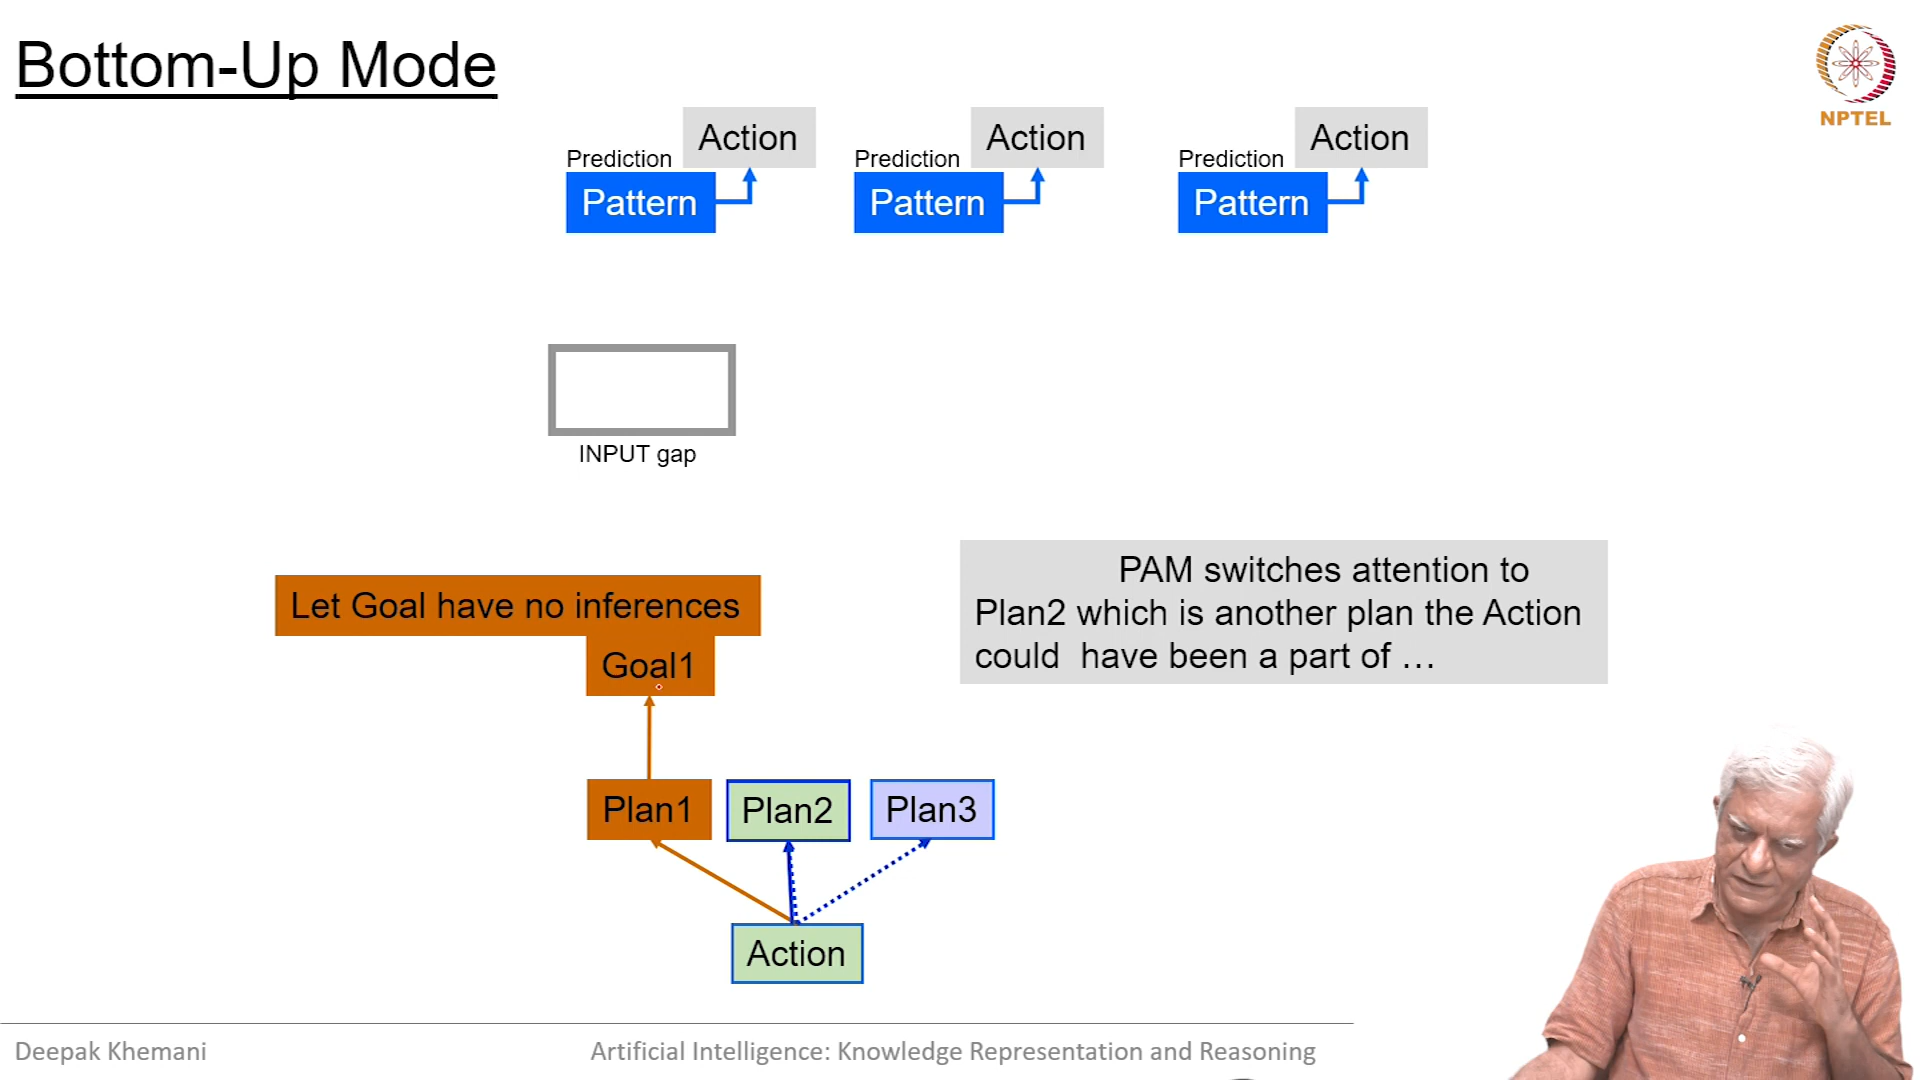 Bottom-Up Mode
NPTEL
Action
Action
Action
Prediction
Prediction
Prediction
Pattern
Pattern
Pattern
INPUT gap
Let Goal have no inferences
Goal1
PAM switches attention to
Plan2 which is another plan the Action
could have been a part of ...
Plan1
Plan2
Plan3
Action
Deepak Khemani
Artificial Intelligence: Knowledge Representation and Reasoning